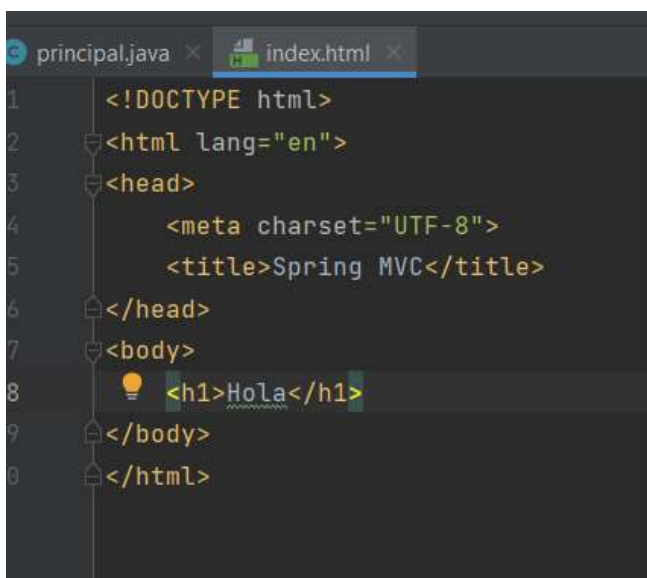 principal.java index.html
1 <!DOCTYPE html>
2 <html lang="en">
3 <head>
4 <meta charset="UTF-8">
5 <title>Spring MVC</title>
6 </head>
7 <body>
8 <h1>Hola</h1>
9 </body>
0 </html>